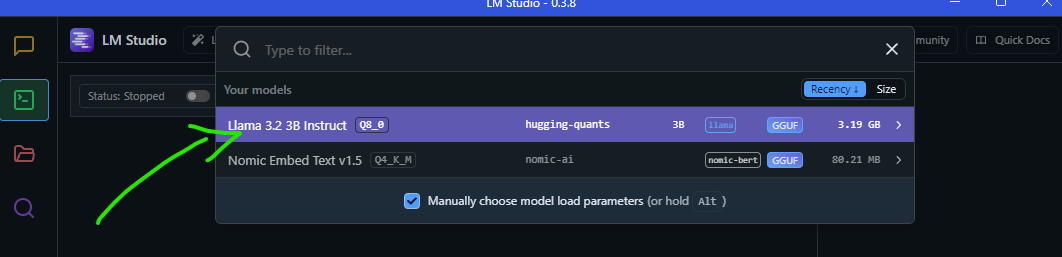 LM Studio - 0.3.8
LM Studio
Type to filter...
munity
Quick Docs
Your models
Recency ↓
Size
Status: Stopped
Llama 3.2 3B Instruct Q8_0 hugging-quants 3B llama GGUF 3.19 GB
Nomic Embed Text v1.5 Q4_K_M nomic-ai nomic-bert GGUF 80.21 MB
Manually choose model load parameters (or hold Alt )